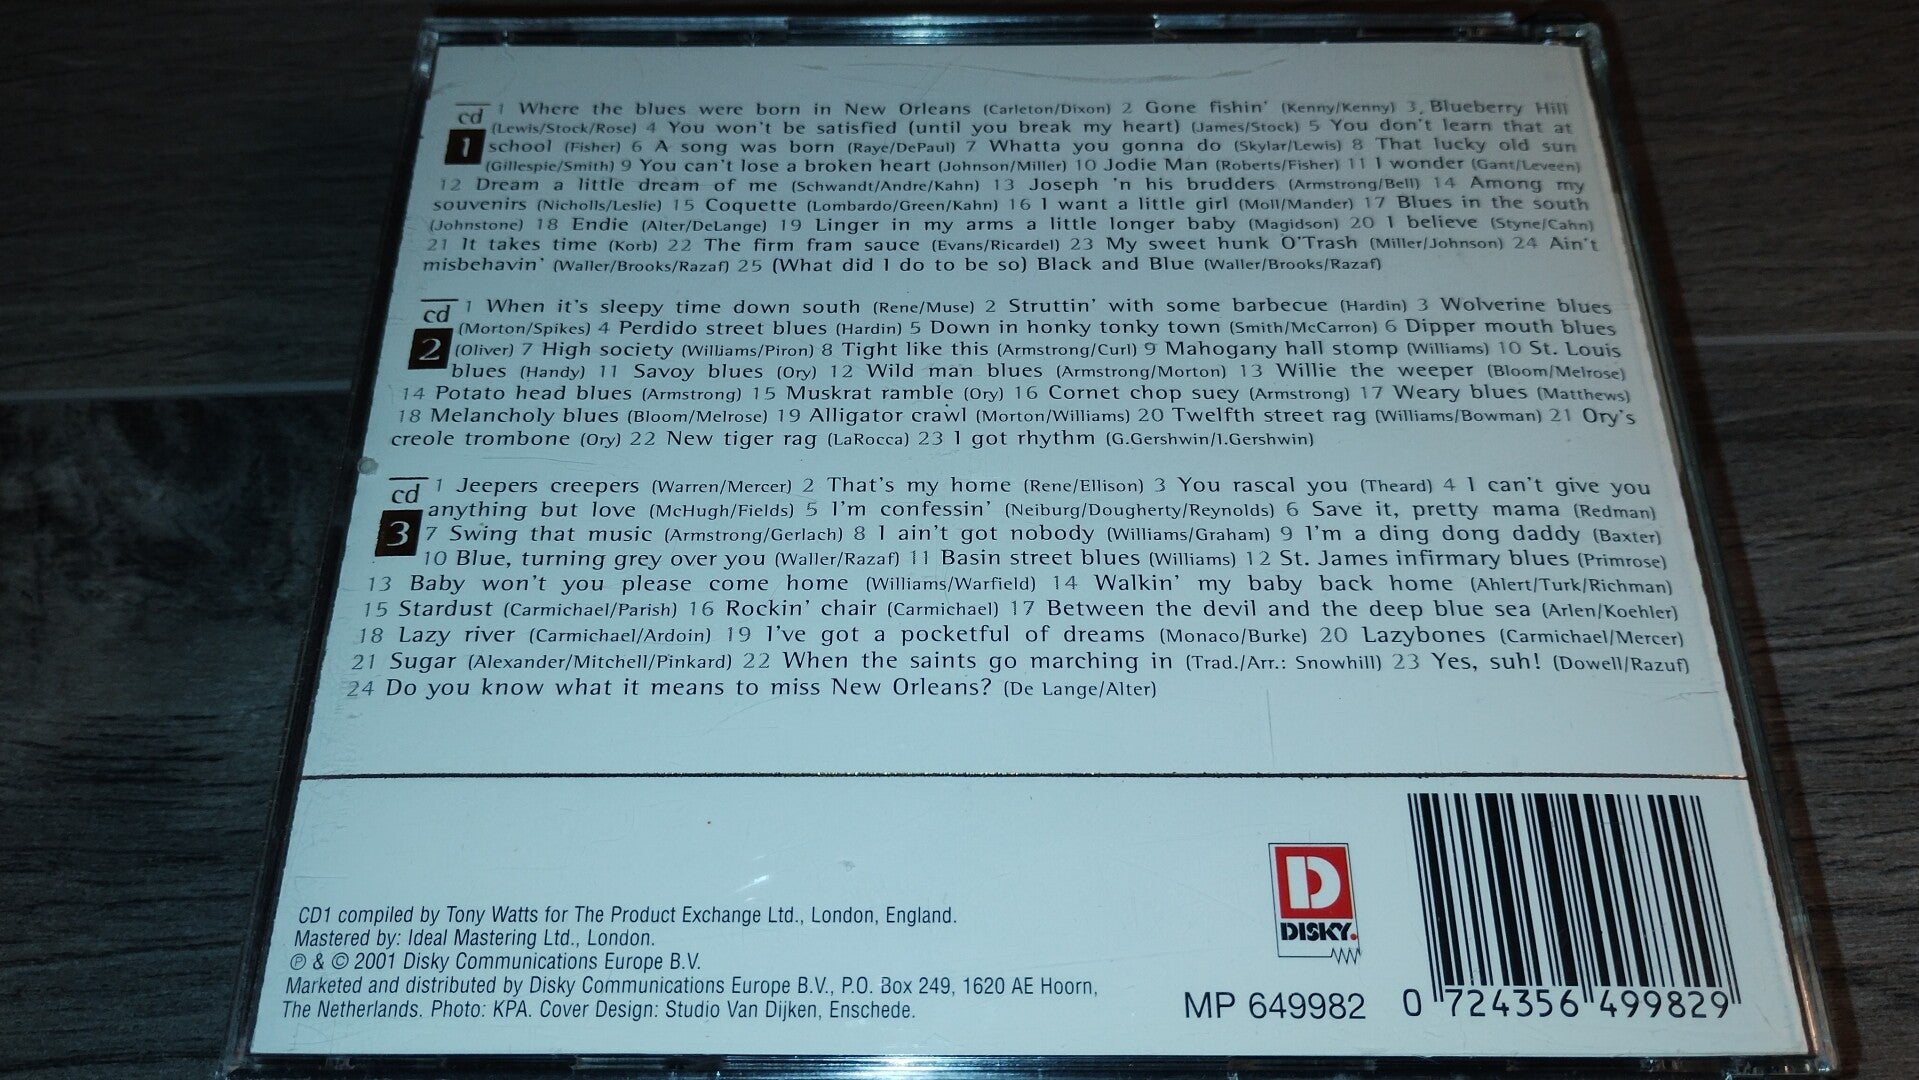 cd 1 Where the blues were born in New Orleans (Carleton/Dixon) 2 Gone fishin' (Kenny/Kenny) 3, Blueberry Hill
1 (Lewis/Stock/Rose) 4 You won't be satisfied (until you break my heart) (James/Stock) 5 You don't learn that at
school (Fisher) 6 A song was born (Raye/DePaul) 7 Whatta you gonna do (Skylar/Lewis) 8 That lucky old sun
(Gillespie/Smith) 9 You can't lose a broken heart (Johnson/Miller) 10 Jodie Man (Roberts/Fisher) 11 I wonder (Gant/Leveen)
12 Dream a little dream of me (Schwandt/Andre/Kahn) 13 Joseph 'n his brudders (Armstrong/Bell) 14 Among my
souvenirs (Nicholls/Leslie) 15 Coquette (Lombardo/Green/Kahn) 16 I want a little girl (Moll/Mander) 17 Blues in the south
(Johnstone) 18 Endie (Alter/DeLange) 19 Linger in my arms a little longer baby (Magidson) 20 I believe (Styne/Cahn)
21 It takes time (Korb) 22 The firm fram sauce (Evans/Ricardel) 23 My sweet hunk O'Trash (Miller/Johnson) 24 Ain't
misbehavin' (Waller/Brooks/Razaf) 25 (What did I do to be so) Black and Blue (Waller/Brooks/Razaf)
cd 1 When it's sleepy time down south (Rene/Muse) 2 Struttin' with some barbecue (Hardin) 3 Wolverine blues
2 (Morton/Spikes) 4 Perdido street blues (Hardin) 5 Down in honky tonky town (Smith/McCarron) 6 Dipper mouth blues
(Oliver) 7 High society (Williams/Piron) 8 Tight like this (Armstrong/Curl) 9 Mahogany hall stomp (Williams) 10 St. Louis
blues (Handy) 11 Savoy blues (Ory) 12 Wild man blues (Armstrong/Morton) 13 Willie the weeper (Bloom/Melrose)
14 Potato head blues (Armstrong) 15 Muskrat ramble (Ory) 16 Cornet chop suey (Armstrong) 17 Weary blues (Matthews)
18 Melancholy blues (Bloom/Melrose) 19 Alligator crawl (Morton/Williams) 20 Twelfth street rag (Williams/Bowman) 21 Ory's
creole trombone (Ory) 22 New tiger rag (LaRocca) 23 I got rhythm (G.Gershwin/I.Gershwin)
cd 1 Jeepers creepers (Warren/Mercer) 2 That's my home (Rene/Ellison) 3 You rascal you (Theard) 4 I can't give you
3 anything but love (McHugh/Fields) 5 I'm confessin' (Neiburg/Dougherty/Reynolds) 6 Save it, pretty mama (Redman)
7 Swing that music (Armstrong/Gerlach) 8 I ain't got nobody (Williams/Graham) 9 I'm a ding dong daddy (Baxter)
10 Blue, turning grey over you (Waller/Razaf) 11 Basin street blues (Williams) 12 St. James infirmary blues (Primrose)
13 Baby won't you please come home (Williams/Warfield) 14 Walkin' my baby back home (Ahlert/Turk/Richman)
15 Stardust (Carmichael/Parish) 16 Rockin' chair (Carmichael) 17 Between the devil and the deep blue sea (Arlen/Koehler)
18 Lazy river (Carmichael/Ardoin) 19 I've got a pocketful of dreams (Monaco/Burke) 20 Lazybones (Carmichael/Mercer)
21 Sugar (Alexander/Mitchell/Pinkard) 22 When the saints go marching in (Trad./Arr.: Snowhill) 23 Yes, suh! (Dowell/Razuf)
24 Do you know what it means to miss New Orleans? (De Lange/Alter)
CD1 compiled by Tony Watts for The Product Exchange Ltd., London, England.
Mastered by: Ideal Mastering Ltd., London.
℗ & © 2001 Disky Communications Europe B.V.
Marketed and distributed by Disky Communications Europe B.V., P.O. Box 249, 1620 AE Hoorn,
The Netherlands. Photo: KPA. Cover Design: Studio Van Dijken, Enschede.
D
DISKY.
MP 649982
0 724356 499829